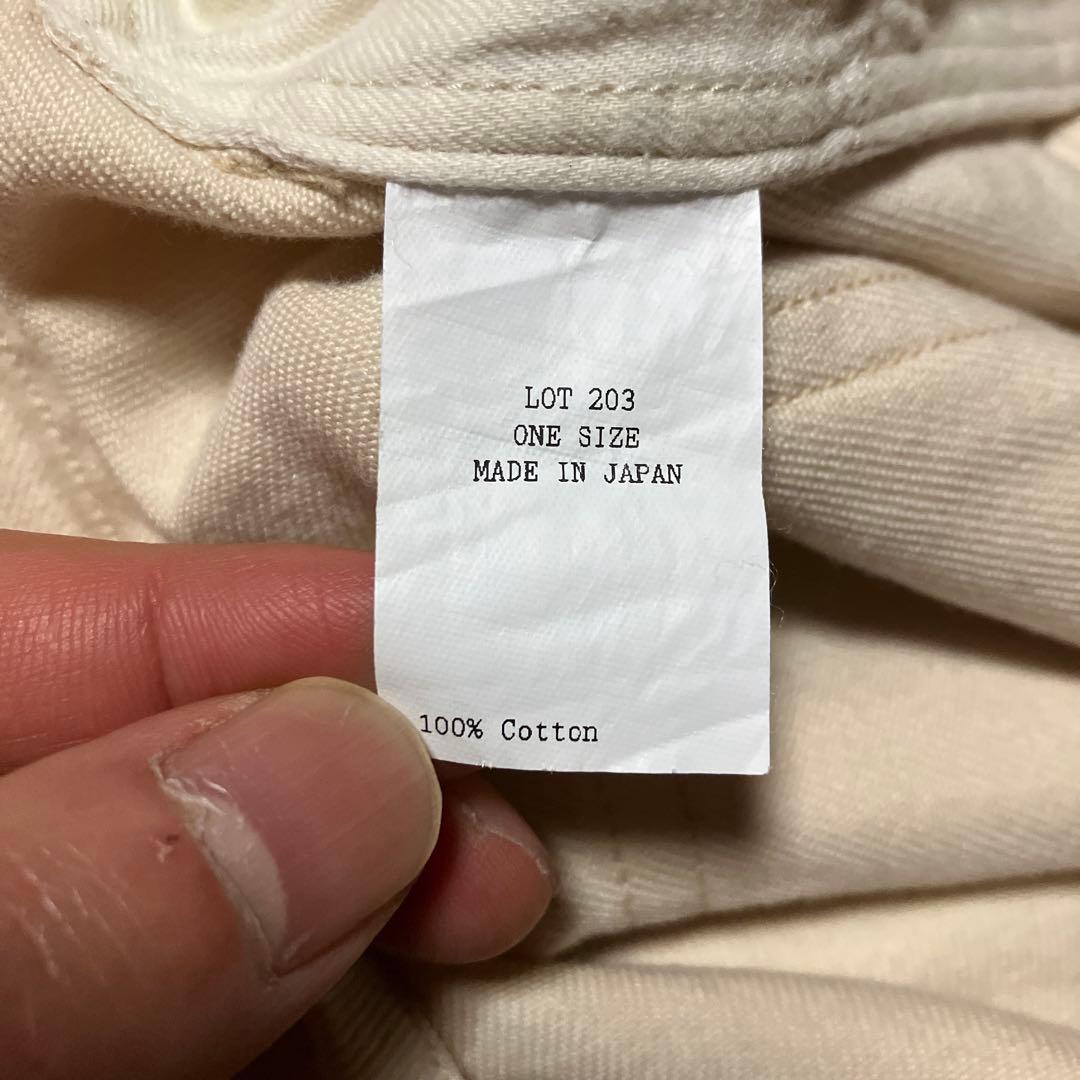 LOT 203
ONE SIZE
MADE IN JAPAN
100% Cotton